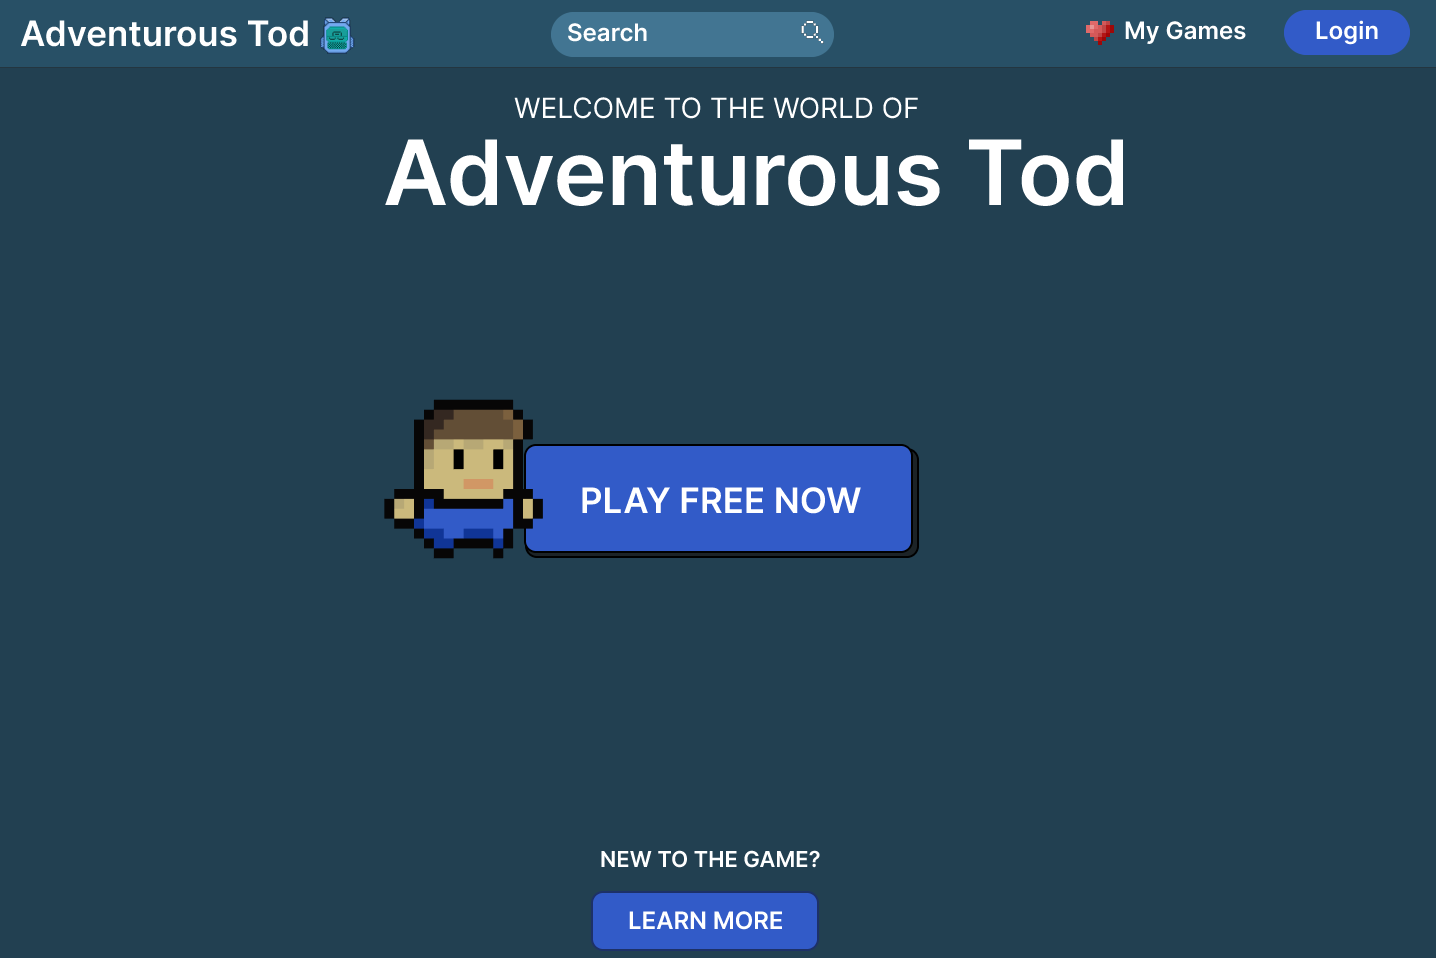 Adventurous Tod
Search
My Games
Login
WELCOME TO THE WORLD OF
Adventurous Tod
PLAY FREE NOW
NEW TO THE GAME?
LEARN MORE